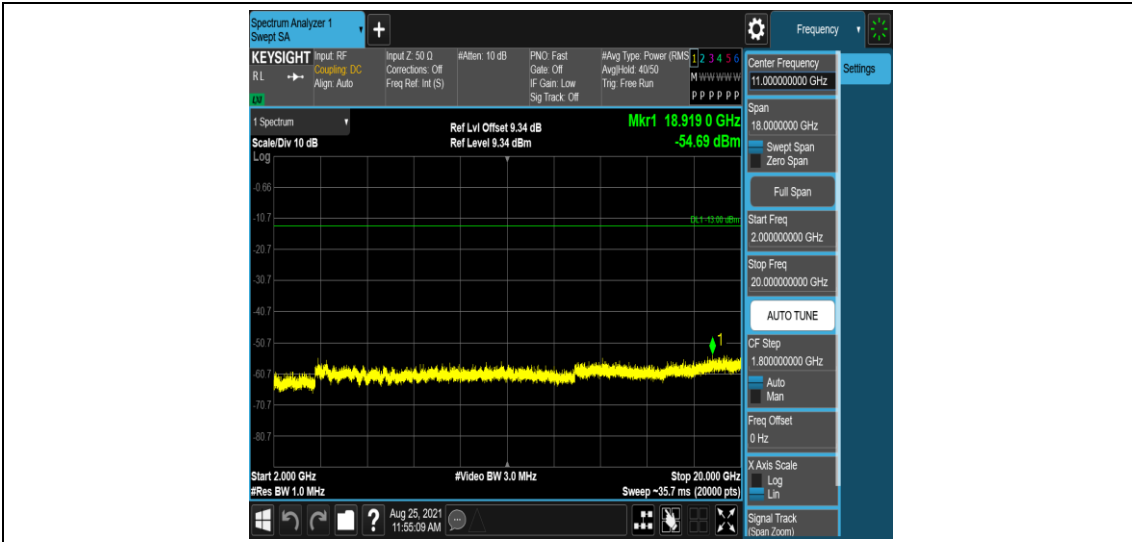 Spectrum Analyzer 1
Swept SA
+
Frequency
KEYSIGHT
RL
LXI
Input: RF
Coupling: DC
Align: Auto
Input Z: 50 Ω
Corrections: Off
Freq Ref: Int (S)
#Atten: 10 dB
PNO: Fast
Gate: Off
IF Gain: Low
Sig Track: Off
#Avg Type: Power (RMS
Avg|Hold: 40/50
Trig: Free Run
1 2 3 4 5 6
M W W W W W
P P P P P P
Center Frequency
11.000000000 GHz
Settings
1 Spectrum
Scale/Div 10 dB
Log
Ref Lvl Offset 9.34 dB
Ref Level 9.34 dBm
Mkr1 18.919 0 GHz
-54.69 dBm
-0.66
-10.7
-20.7
-30.7
-40.7
-50.7
-60.7
-70.7
-80.7
DL1 -13.00 dBm
1
Start 2.000 GHz
#Res BW 1.0 MHz
#Video BW 3.0 MHz
Stop 20.000 GHz
Sweep ~35.7 ms (20000 pts)
Span
18.0000000 GHz
Swept Span
Zero Span
Full Span
Start Freq
2.000000000 GHz
Stop Freq
20.000000000 GHz
AUTO TUNE
CF Step
1.800000000 GHz
Auto
Man
Freq Offset
0 Hz
X Axis Scale
Log
Lin
Signal Track
(Span Zoom)
?
Aug 25, 2021
11:55:09 AM